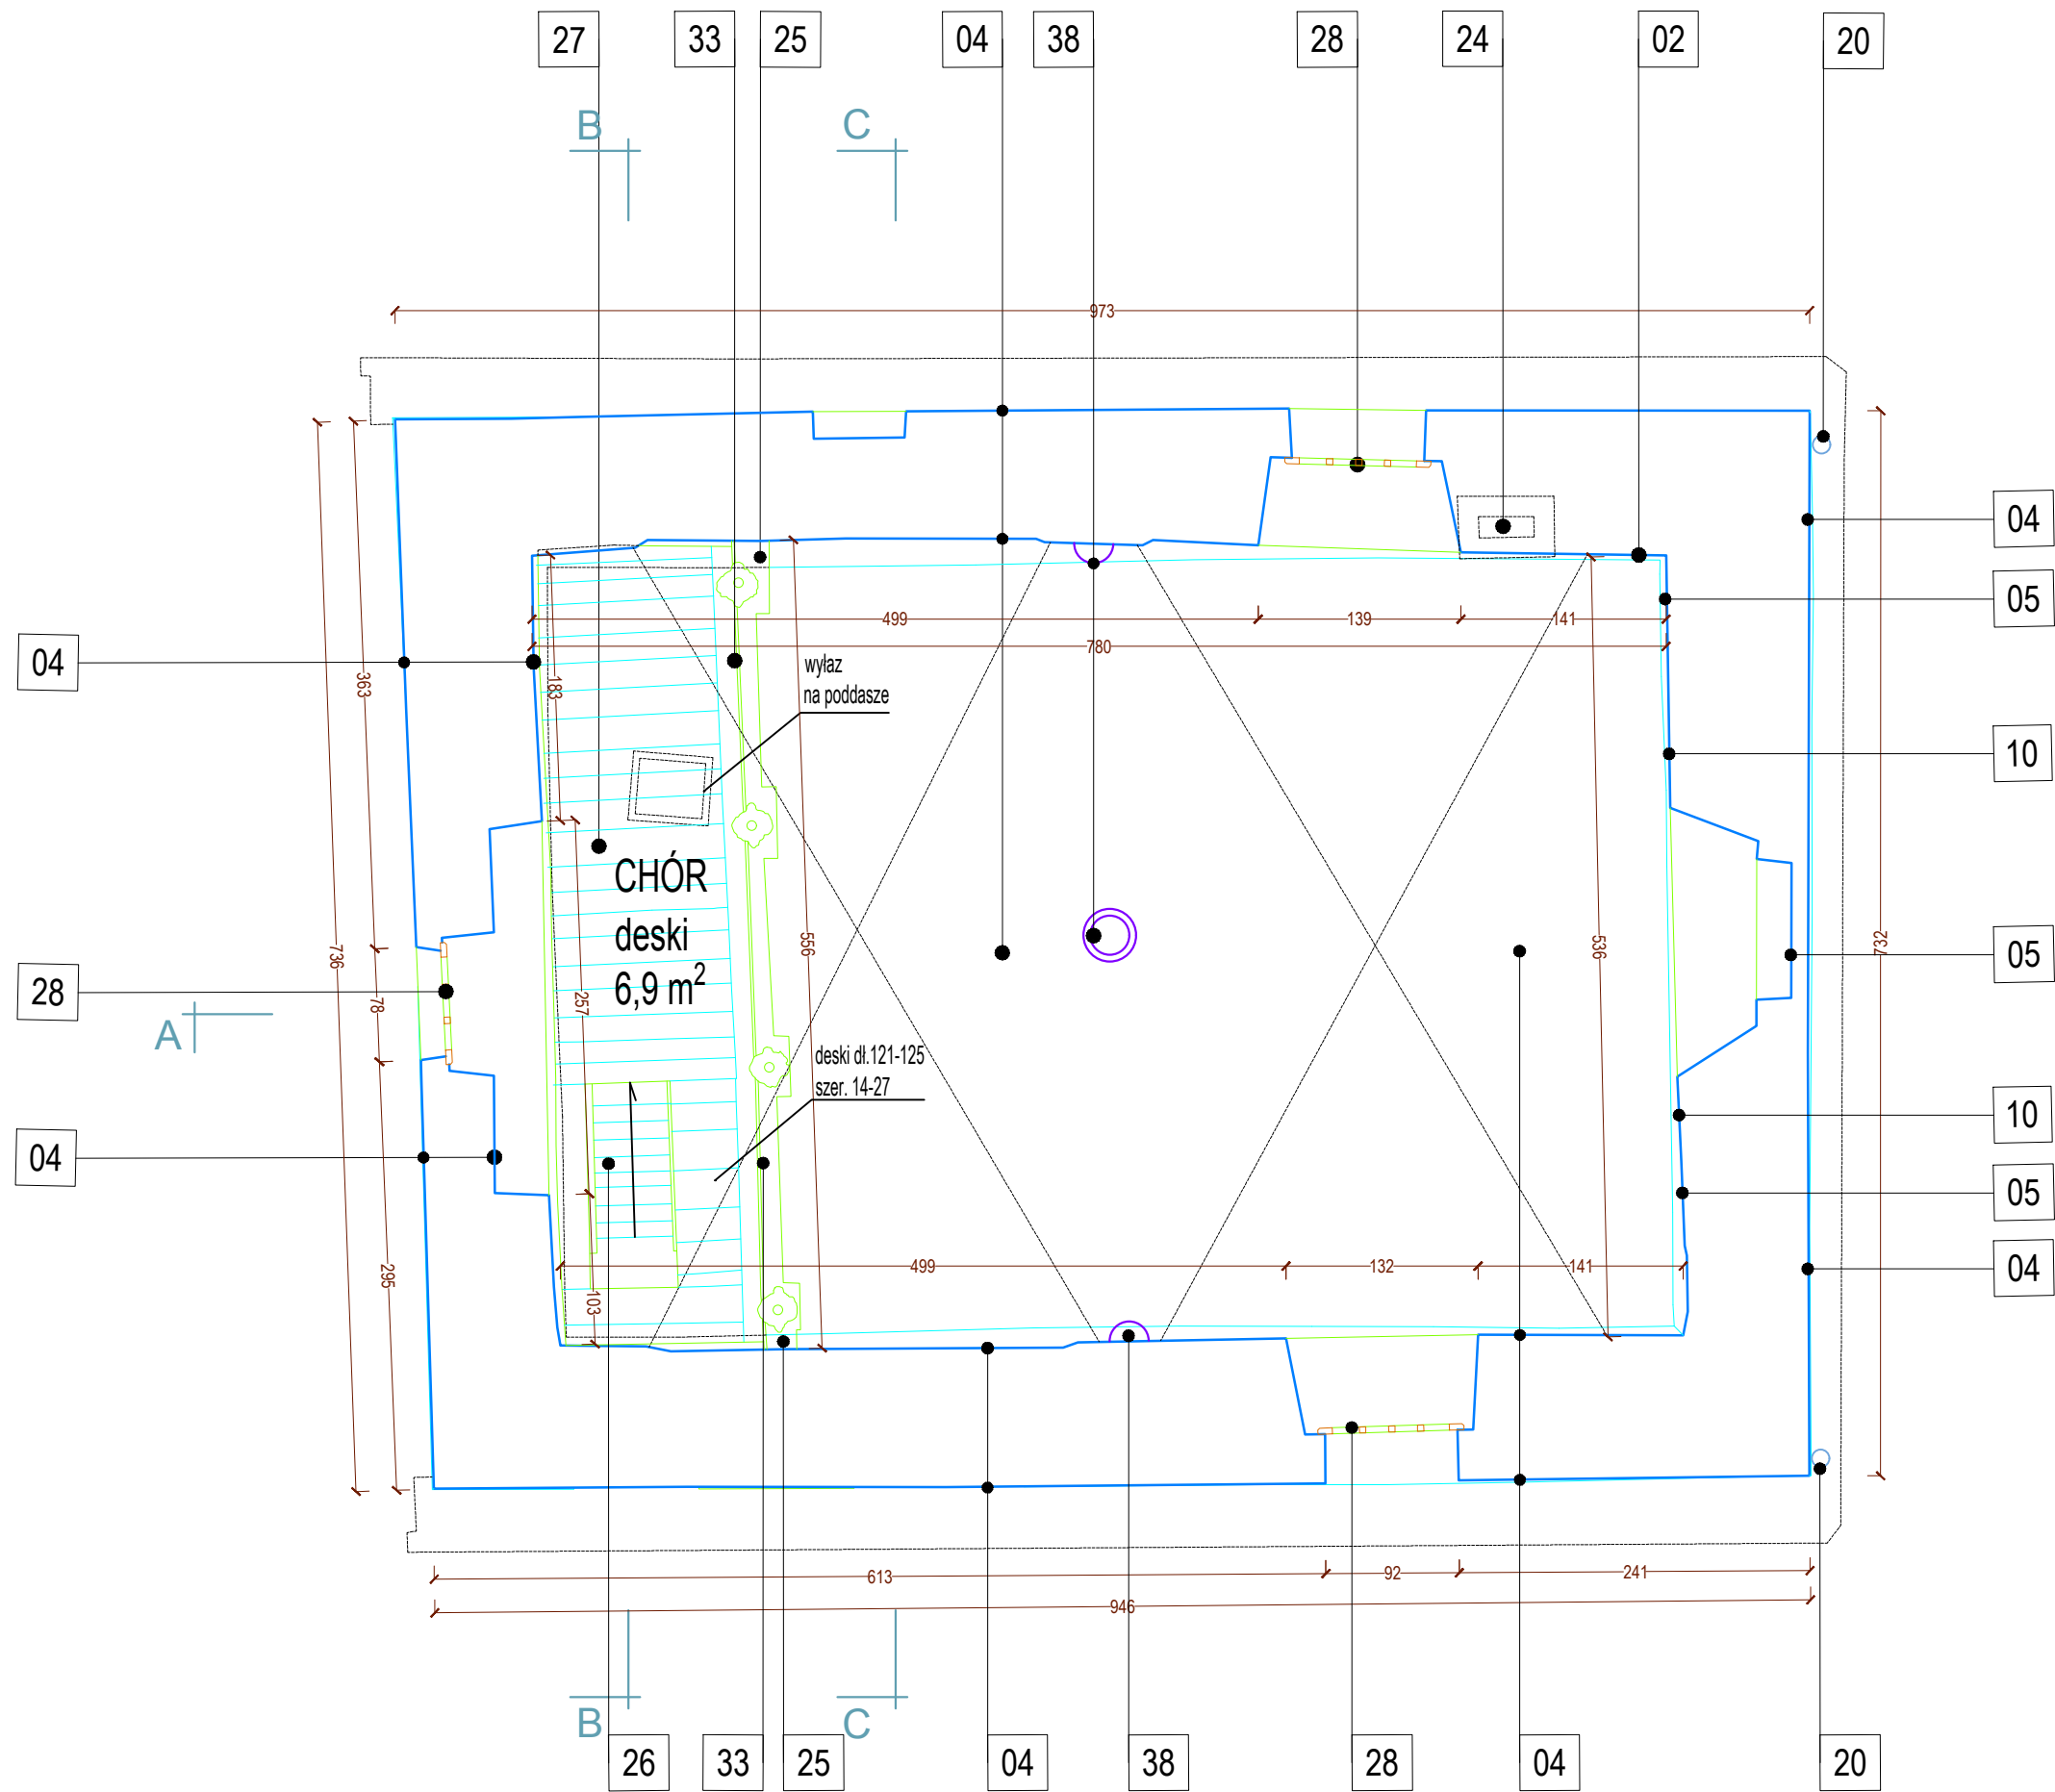 27 33 25 04 38 28 24 02 20
B C
973
04
499 139 141
05
780
04
183
wyłaz
na poddasze
363
10
CHÓR
deski
6,9 m²
736
556
536
732
05
28
78
257
A
deski dł.121-125
szer. 14-27
10
04
05
499 132 141
04
295
103
613 92 241
946
B C
26 33 25 04 38 28 04 20